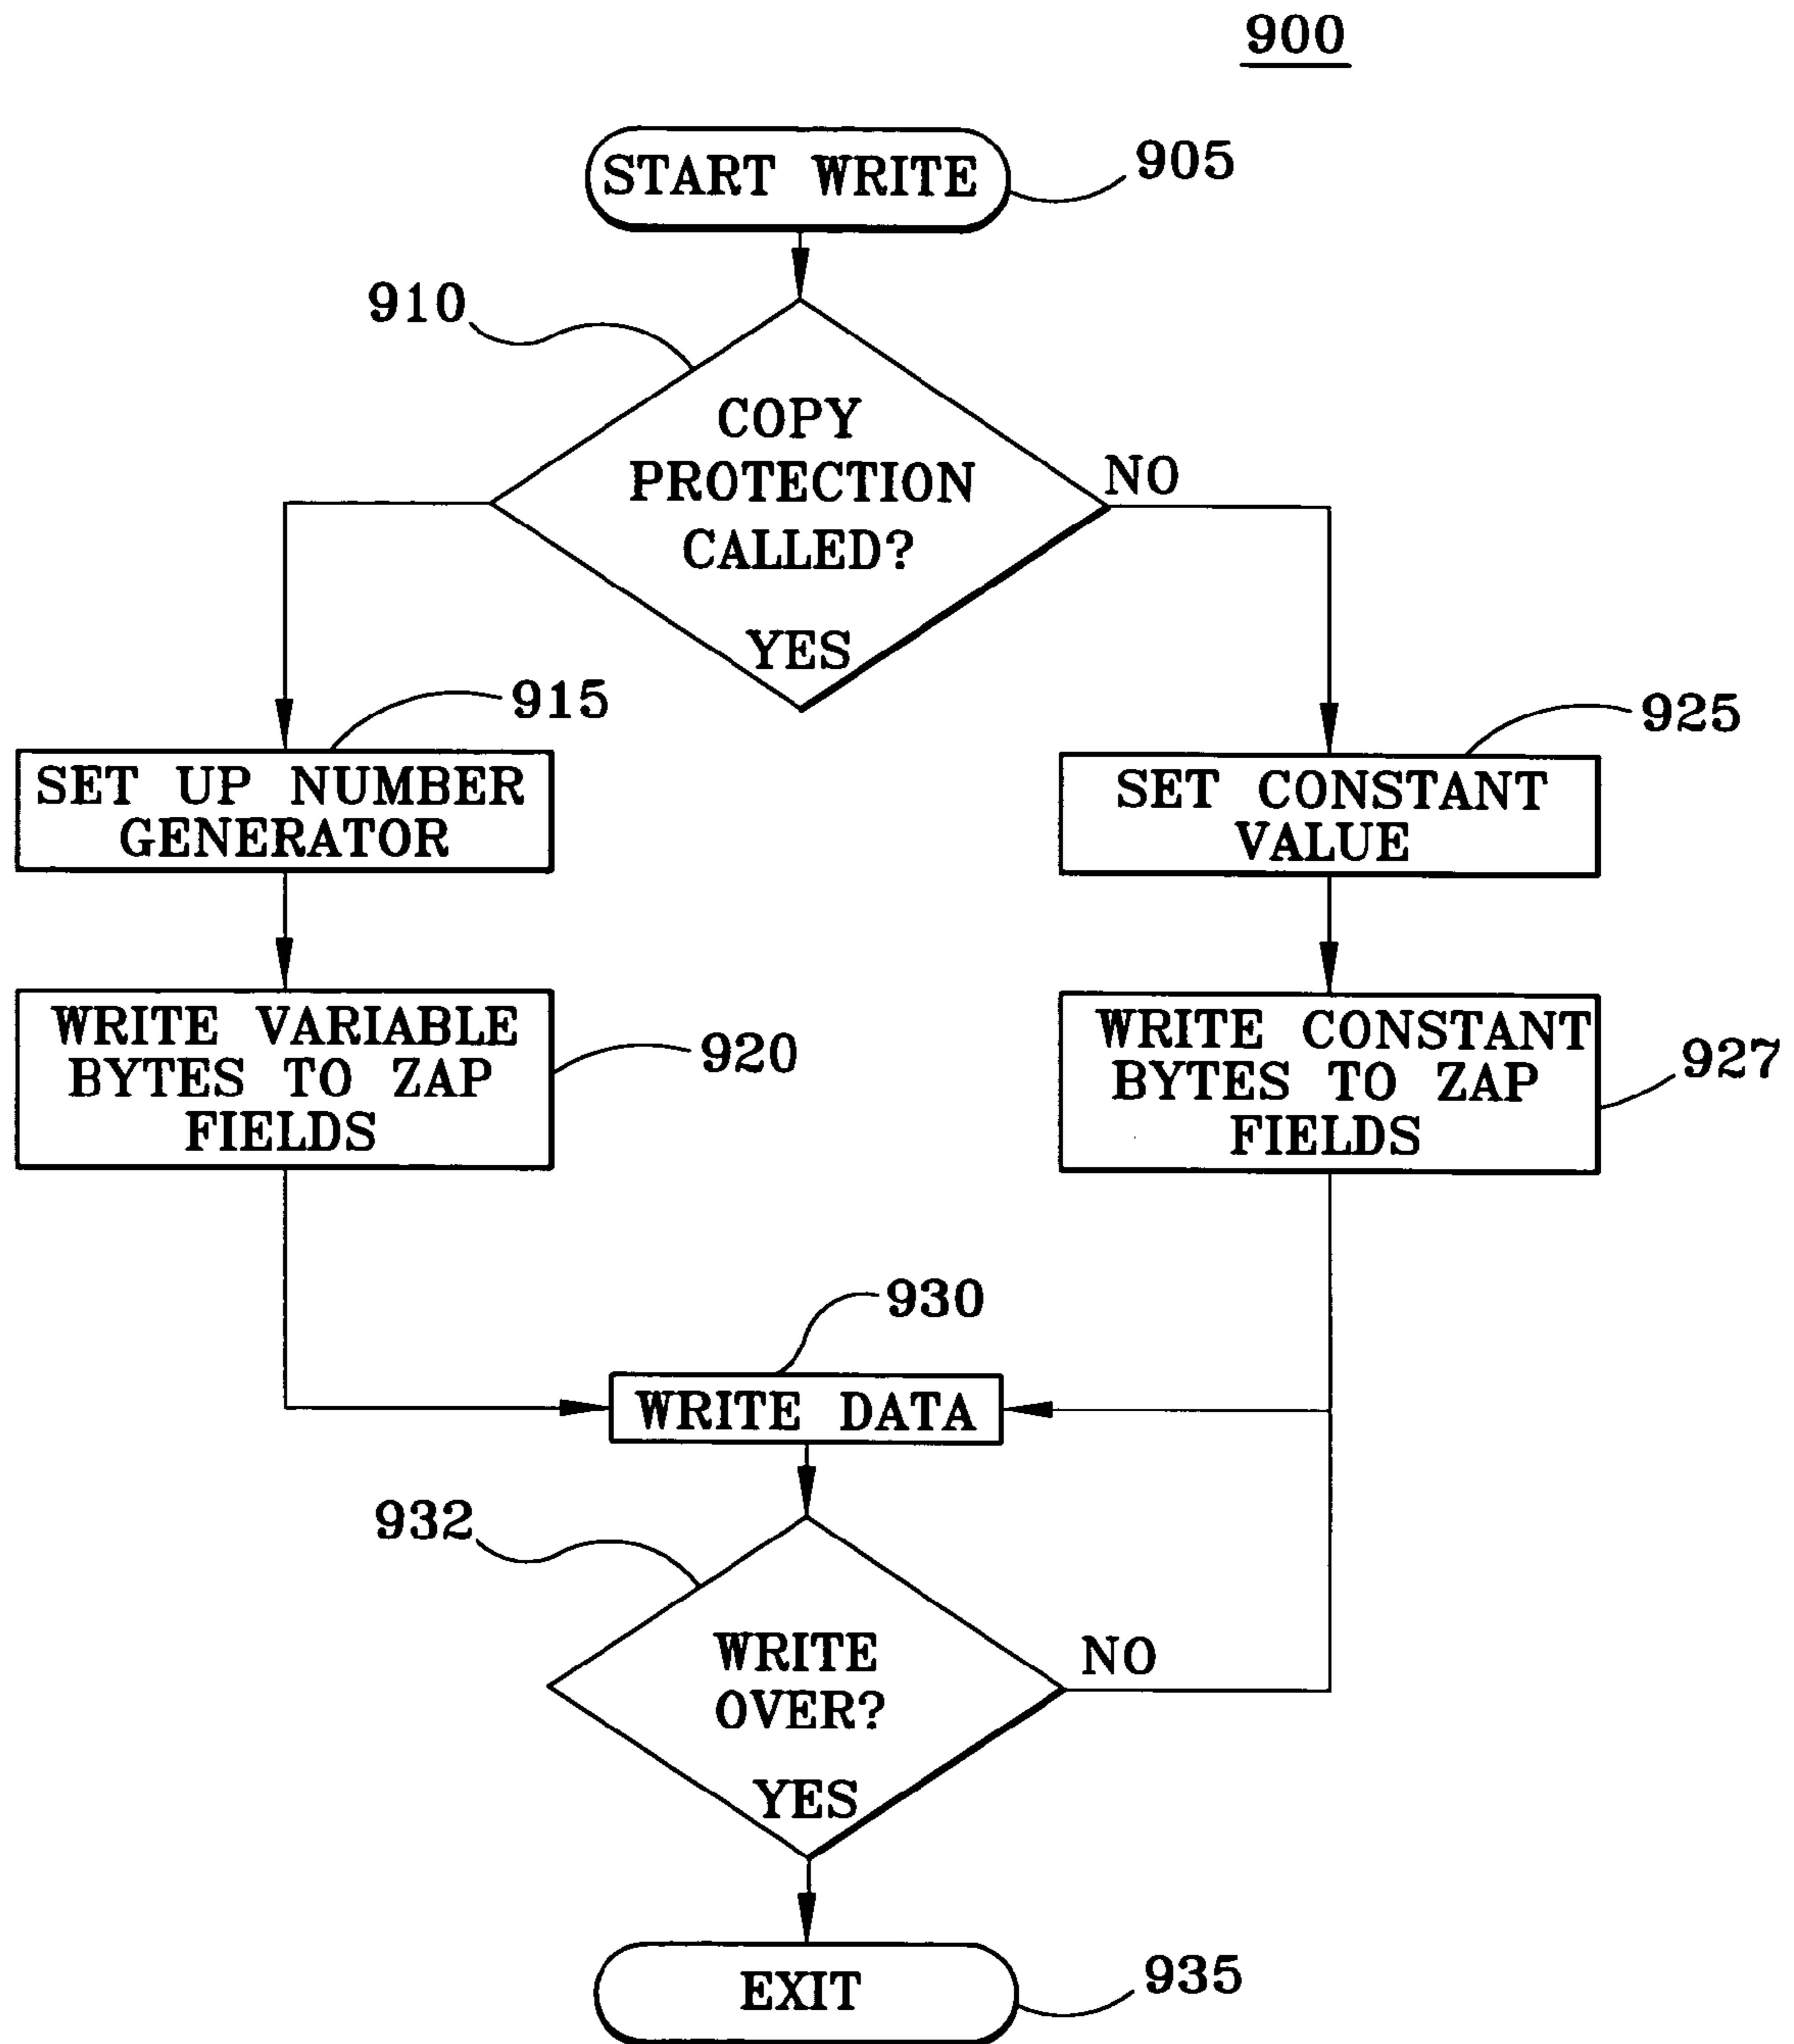 900
START WRITE
905
910
COPY
PROTECTION
CALLED?
NO
YES
915
SET UP NUMBER
GENERATOR
925
SET CONSTANT
VALUE
WRITE VARIABLE
BYTES TO ZAP
FIELDS
920
WRITE CONSTANT
BYTES TO ZAP
FIELDS
927
930
WRITE DATA
932
WRITE
OVER?
NO
YES
EXIT
935